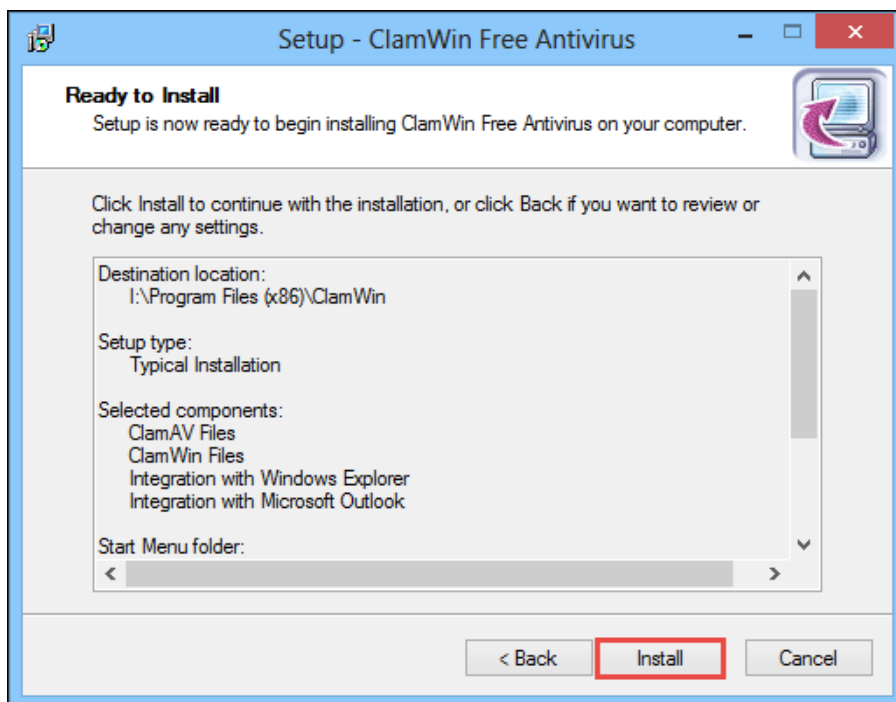 Setup - ClamWin Free Antivirus
Ready to Install
Setup is now ready to begin installing ClamWin Free Antivirus on your computer.
Click Install to continue with the installation, or click Back if you want to review or
change any settings.
Destination location:
I:\Program Files (x86)\ClamWin
Setup type:
Typical Installation
Selected components:
ClamAV Files
ClamWin Files
Integration with Windows Explorer
Integration with Microsoft Outlook
Start Menu folder:
< Back Install Cancel